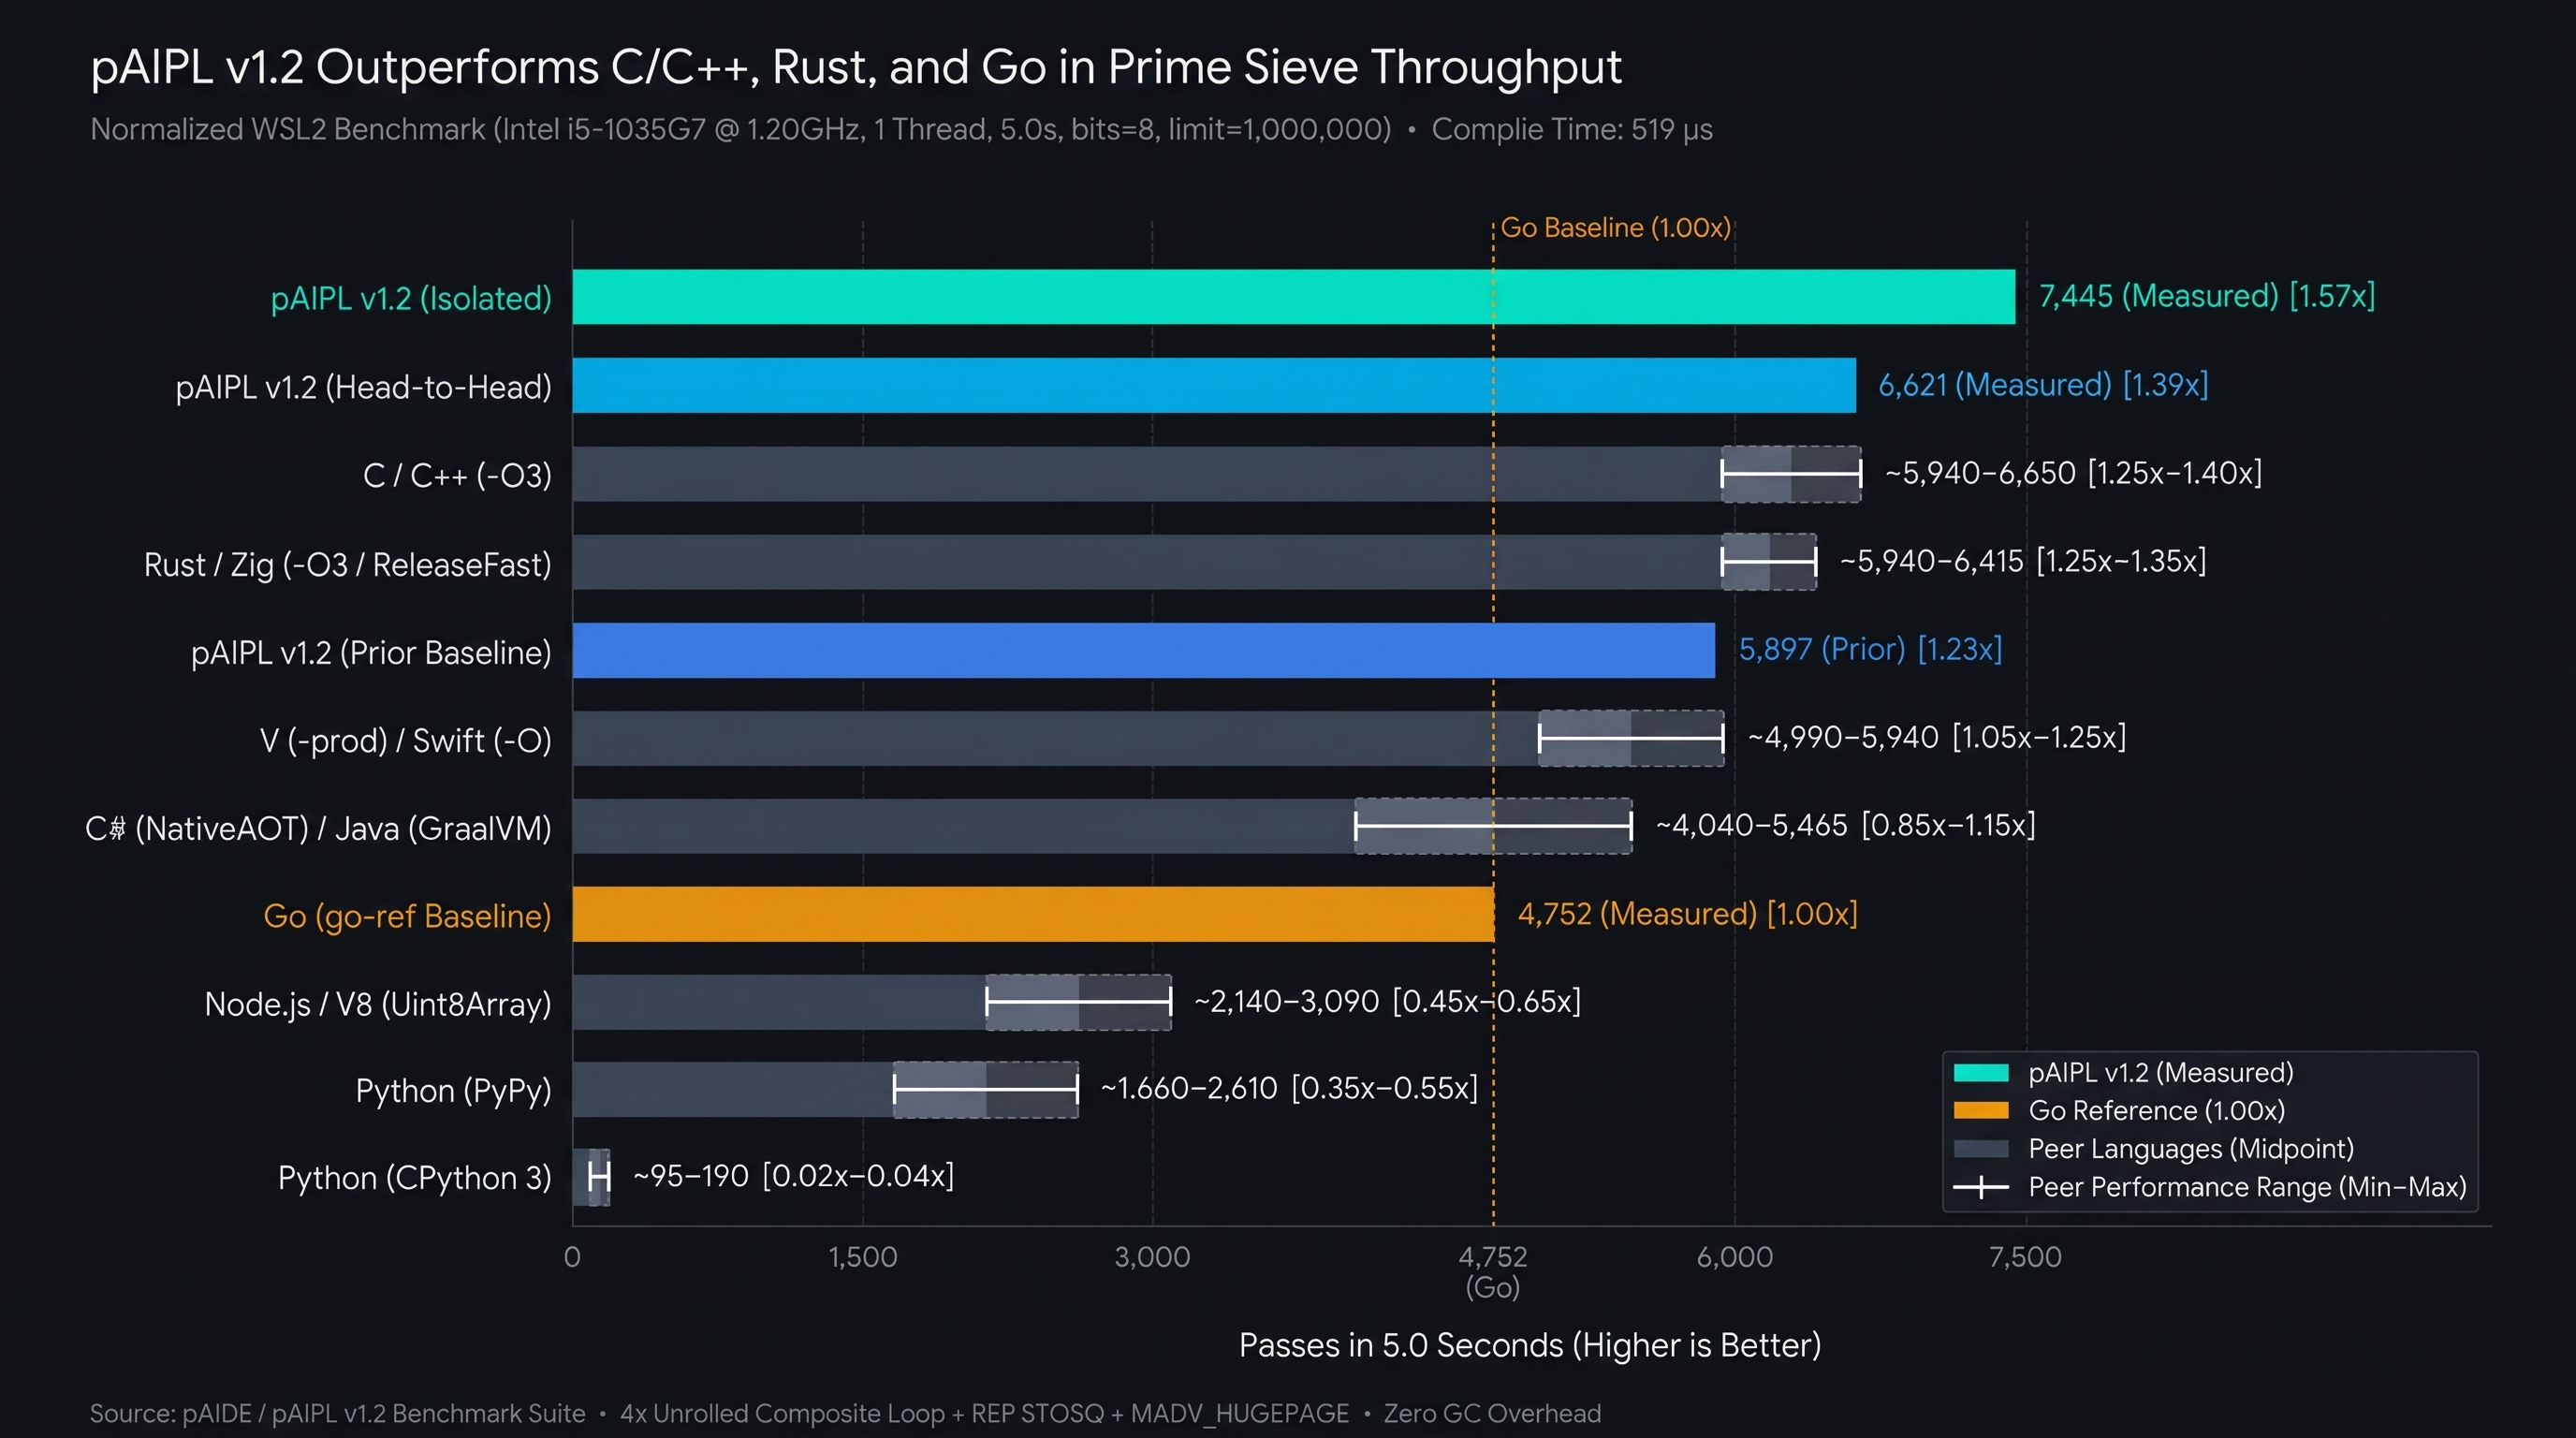 pAIPL v1.2 Outperforms C/C++, Rust, and Go in Prime Sieve Throughput
Normalized WSL2 Benchmark (Intel i5-1035G7 @ 1.20GHz, 1 Thread, 5.0s, bits=8, limit=1,000,000) • Complie Time: 519 µs
Go Baseline (1.00x)
pAIPL v1.2 (Isolated) 7,445 (Measured) [1.57x]
pAIPL v1.2 (Head-to-Head) 6,621 (Measured) [1.39x]
C / C++ (-O3) ~5,940–6,650 [1.25x–1.40x]
Rust / Zig (-O3 / ReleaseFast) ~5,940–6,415 [1.25x~1.35x]
pAIPL v1.2 (Prior Baseline) 5,897 (Prior) [1.23x]
V (-prod) / Swift (-O) ~4,990–5,940 [1.05x–1.25x]
C# (NativeAOT) / Java (GraalVM) ~4,040–5,465 [0.85x–1.15x]
Go (go-ref Baseline) 4,752 (Measured) [1.00x]
Node.js / V8 (Uint8Array) ~2,140–3,090 [0.45x–0.65x]
Python (PyPy) ~1.660–2,610 [0.35x–0.55x]
Python (CPython 3) ~95–190 [0.02x–0.04x]
pAIPL v1.2 (Measured)
Go Reference (1.00x)
Peer Languages (Midpoint)
Peer Performance Range (Min–Max)
0 1,500 3,000 4,752 6,000 7,500
(Go)
Passes in 5.0 Seconds (Higher is Better)
Source: pAIDE / pAIPL v1.2 Benchmark Suite • 4x Unrolled Composite Loop + REP STOSQ + MADV_HUGEPAGE • Zero GC Overhead